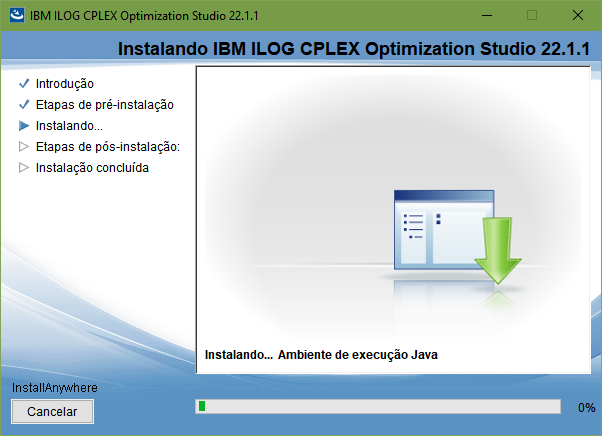 IBM ILOG CPLEX Optimization Studio 22.1.1
Instalando IBM ILOG CPLEX Optimization Studio 22.1.1
Introdução
Etapas de pré-instalação
Instalando...
Etapas de pós-instalação:
Instalação concluída
Instalando... Ambiente de execução Java
InstallAnywhere
Cancelar
0%